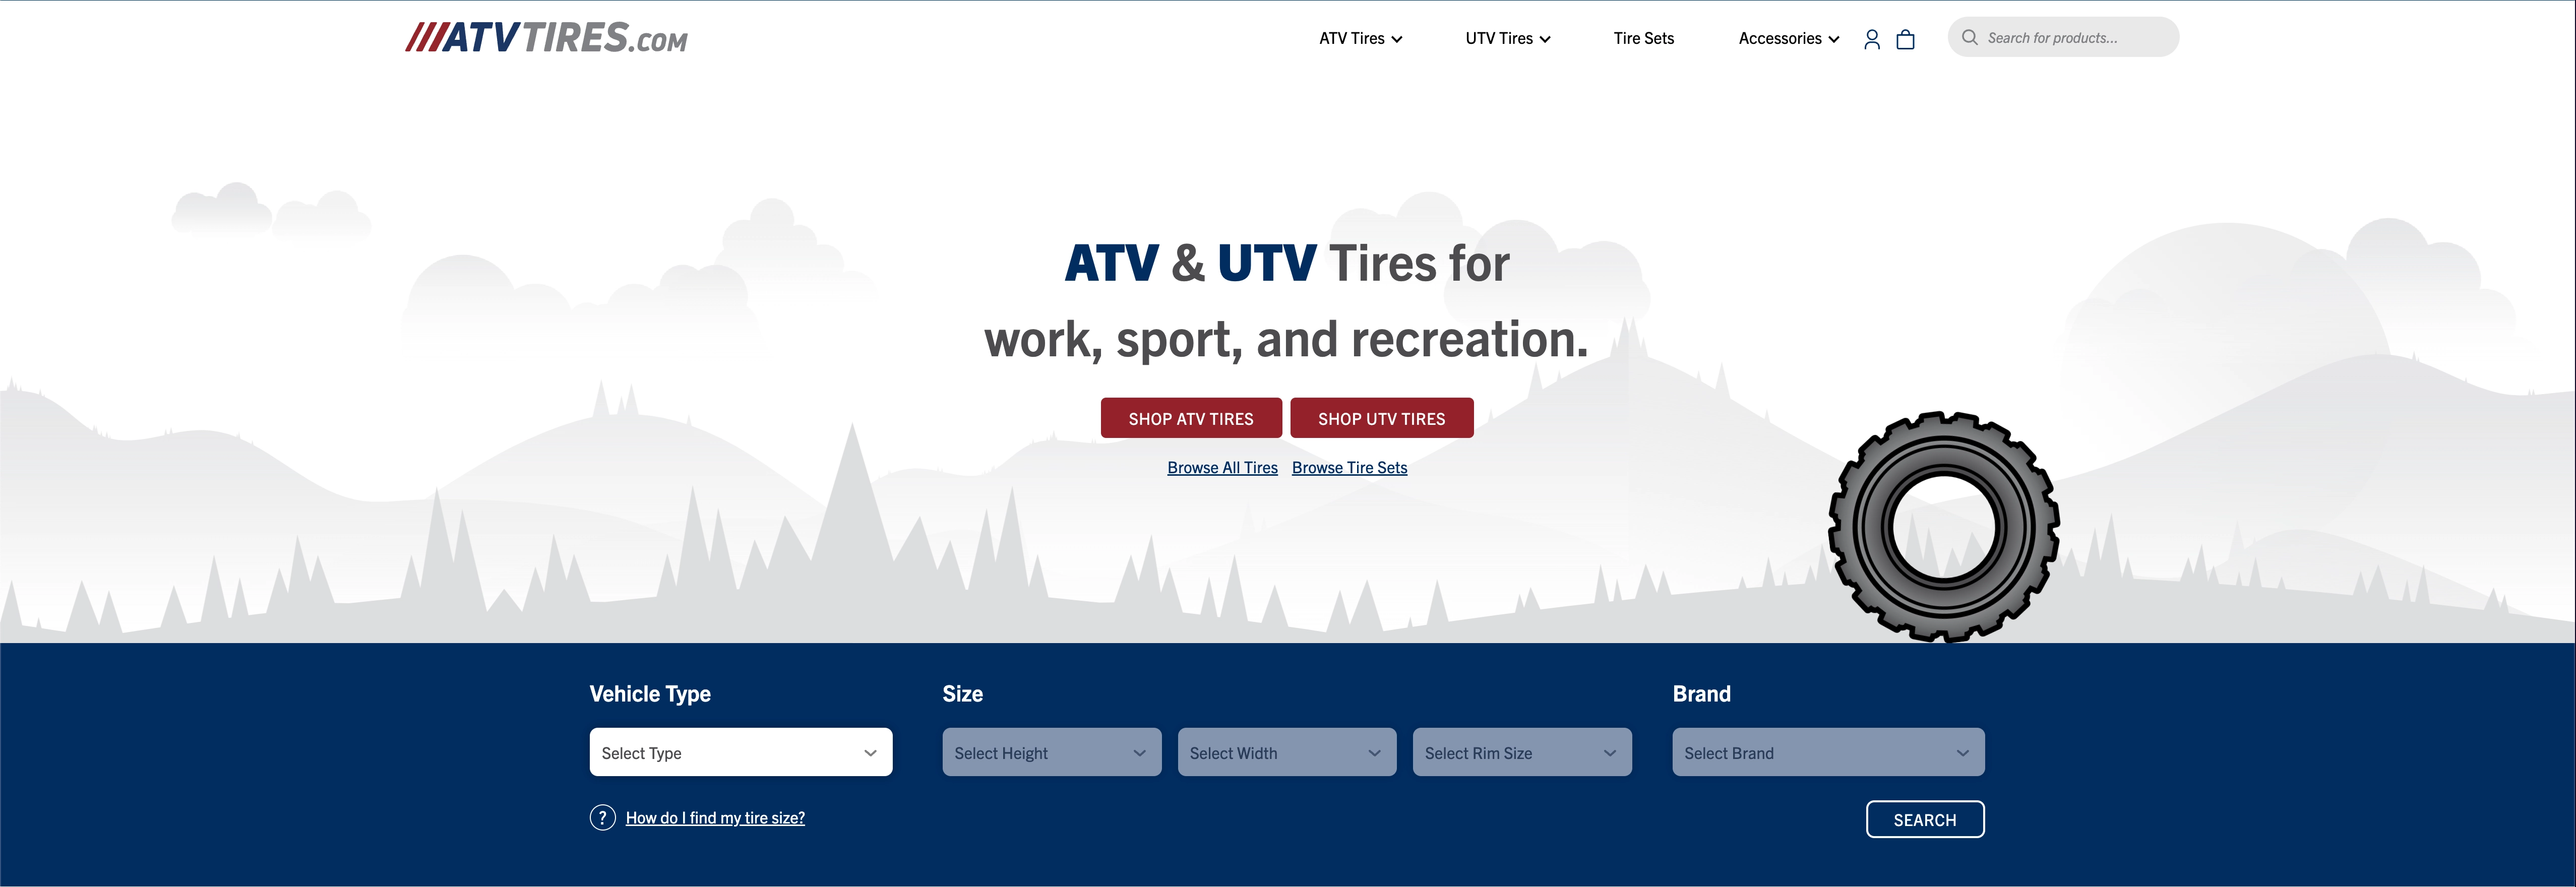 ///ATVTIRES.COM
ATV Tires
UTV Tires
Tire Sets
Accessories
Search for products...
ATV & UTV Tires for
work, sport, and recreation.
SHOP ATV TIRES
SHOP UTV TIRES
Browse All Tires
Browse Tire Sets
Vehicle Type
Size
Brand
Select Type
Select Height
Select Width
Select Rim Size
Select Brand
? How do I find my tire size?
SEARCH